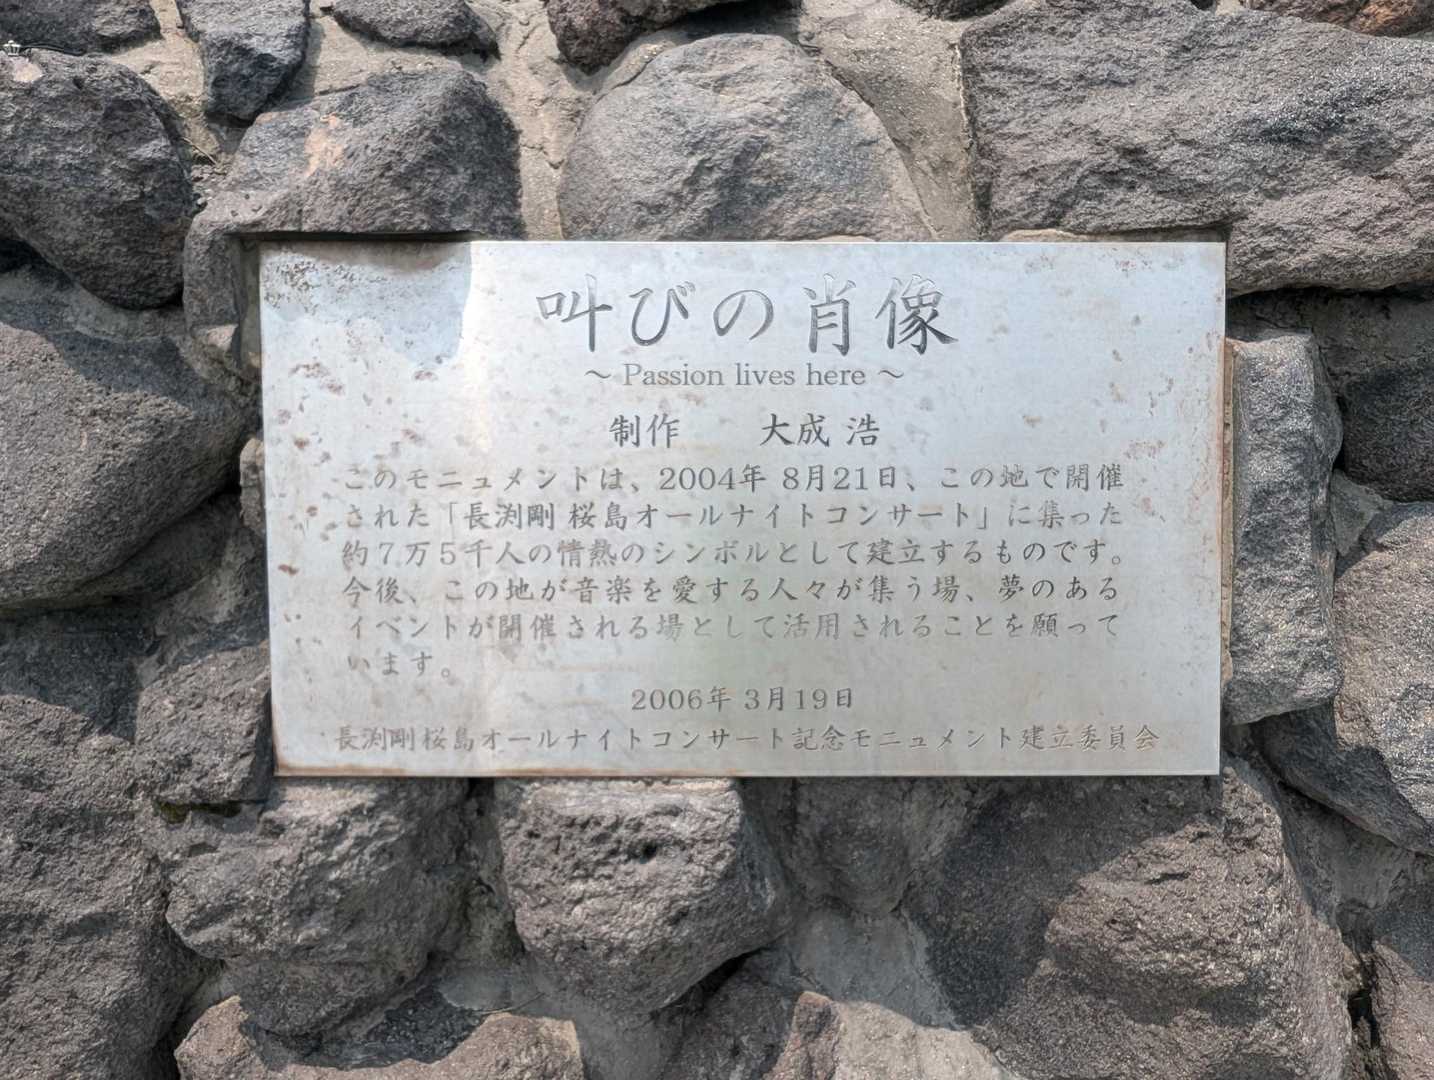 叫びの肖像
～ Passion lives here ～
制作　　大成 浩
このモニュメントは、2004年 8月21日、この地で開催
された「長渕剛 桜島オールナイトコンサート」に集った
約７万５千人の情熱のシンボルとして建立するものです。
今後、この地が音楽を愛する人々が集う場、夢のある
イベントが開催される場として活用されることを願って
います。
2006年 3月19日
長渕剛桜島オールナイトコンサート記念モニュメント建立委員会